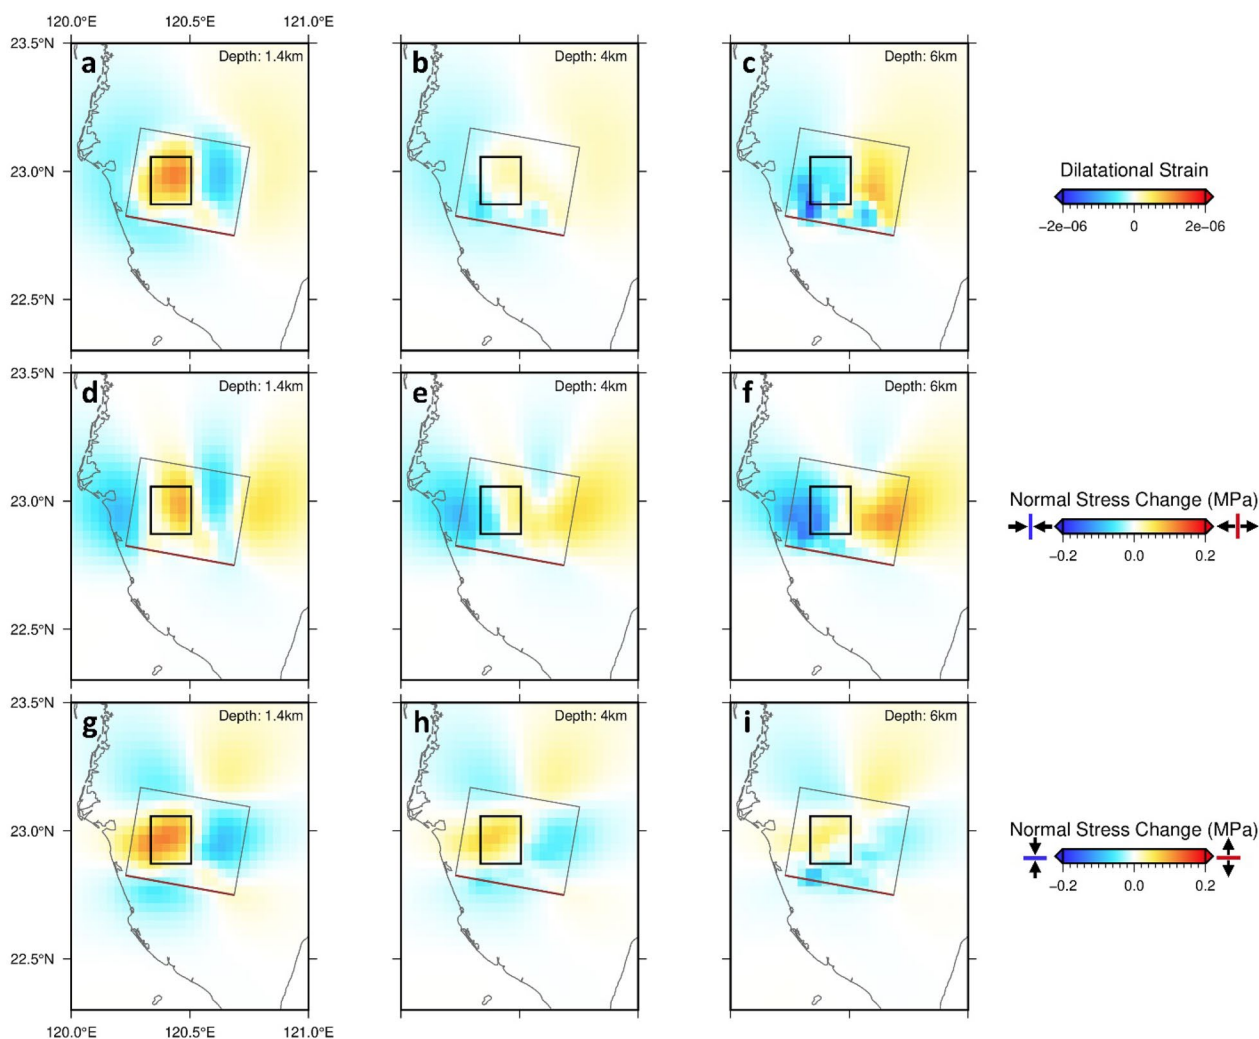 120.0°E 120.5°E 121.0°E
23.5°N
a Depth: 1.4km
b Depth: 4km
c Depth: 6km
23.0°N
Dilatational Strain
−2e−06 0 2e−06
22.5°N
23.5°N
d Depth: 1.4km
e Depth: 4km
f Depth: 6km
23.0°N
Normal Stress Change (MPa)
−0.2 0.0 0.2
22.5°N
23.5°N
g Depth: 1.4km
h Depth: 4km
i Depth: 6km
23.0°N
Normal Stress Change (MPa)
−0.2 0.0 0.2
22.5°N
120.0°E 120.5°E 121.0°E